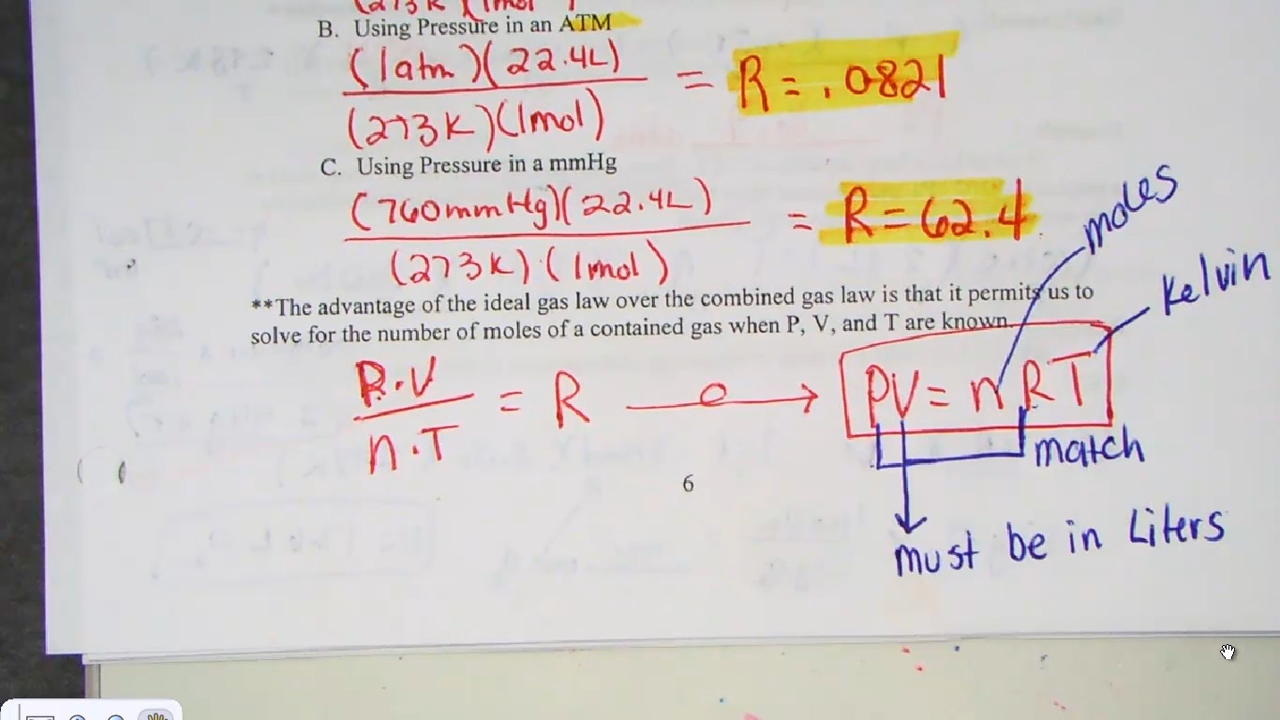 B. Using Pressure in an ATM
(1atm)(22.4L)
(273K)(1mol)
= R = .0821
C. Using Pressure in a mmHg
(760mmHg)(22.4L)
(273K)(1mol)
= R = 62.4
moles
Kelvin
**The advantage of the ideal gas law over the combined gas law is that it permits us to
solve for the number of moles of a contained gas when P, V, and T are known.
P.V
n.T
= R
PV = nRT
match
6
must be in Liters